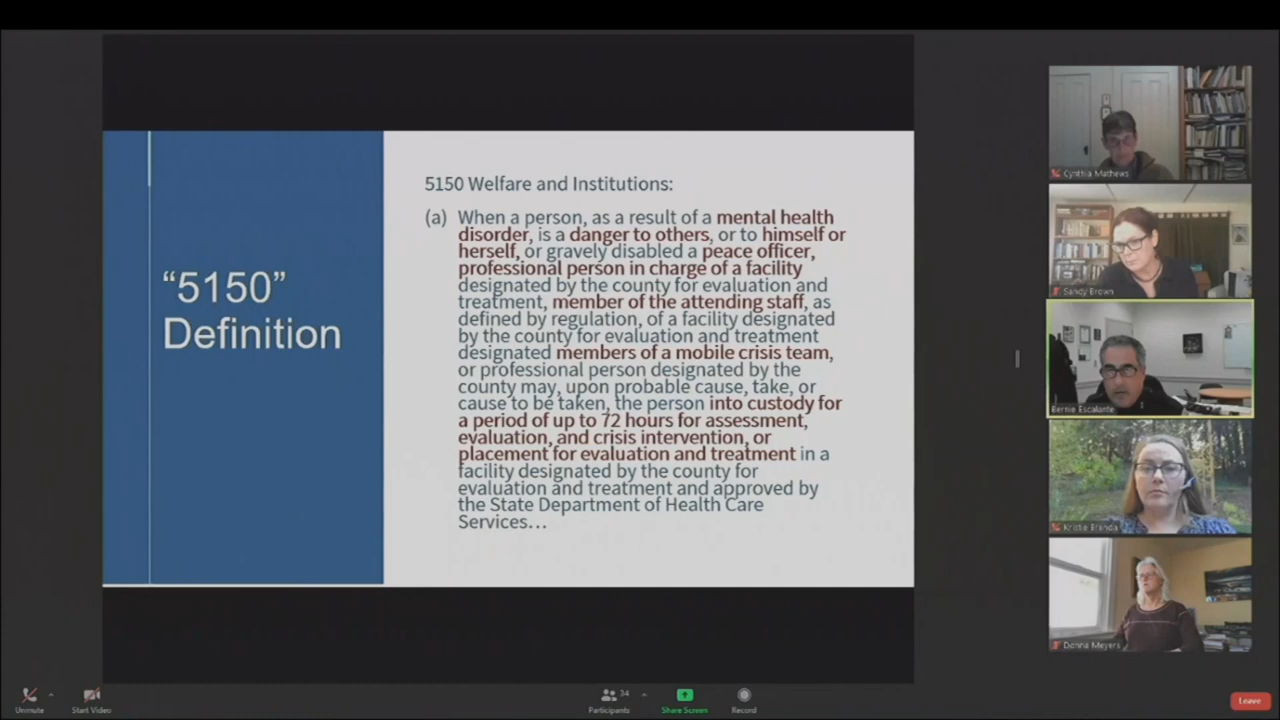 "5150"
Definition
5150 Welfare and Institutions:
(a) When a person, as a result of a mental health
disorder, is a danger to others, or to himself or
herself, or gravely disabled a peace officer,
professional person in charge of a facility
designated by the county for evaluation and
treatment, member of the attending staff, as
defined by regulation, of a facility designated
by the county for evaluation and treatment
designated members of a mobile crisis team,
or professional person designated by the
county may, upon probable cause, take, or
cause to be taken, the person into custody for
a period of up to 72 hours for assessment,
evaluation, and crisis intervention, or
placement for evaluation and treatment in a
facility designated by the county for
evaluation and treatment and approved by
the State Department of Health Care
Services…
Cynthia Mathews
Sandy Brown
Bernie Escalante
Kristie Branda
Donna Meyers
Unmute
Start Video
34
Participants
Share Screen
Record
Leave